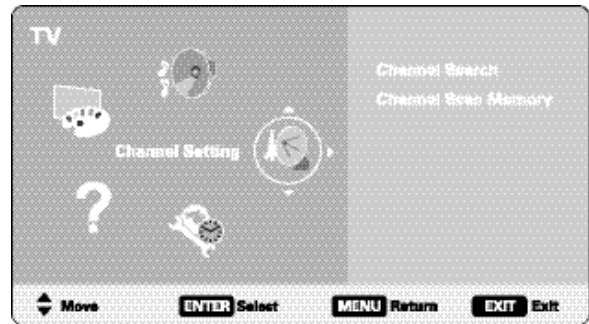 TV
Channel Search
Channel Scan Memory
Channel Setting
?
Move ENTER Select MENU Return EXIT Exit